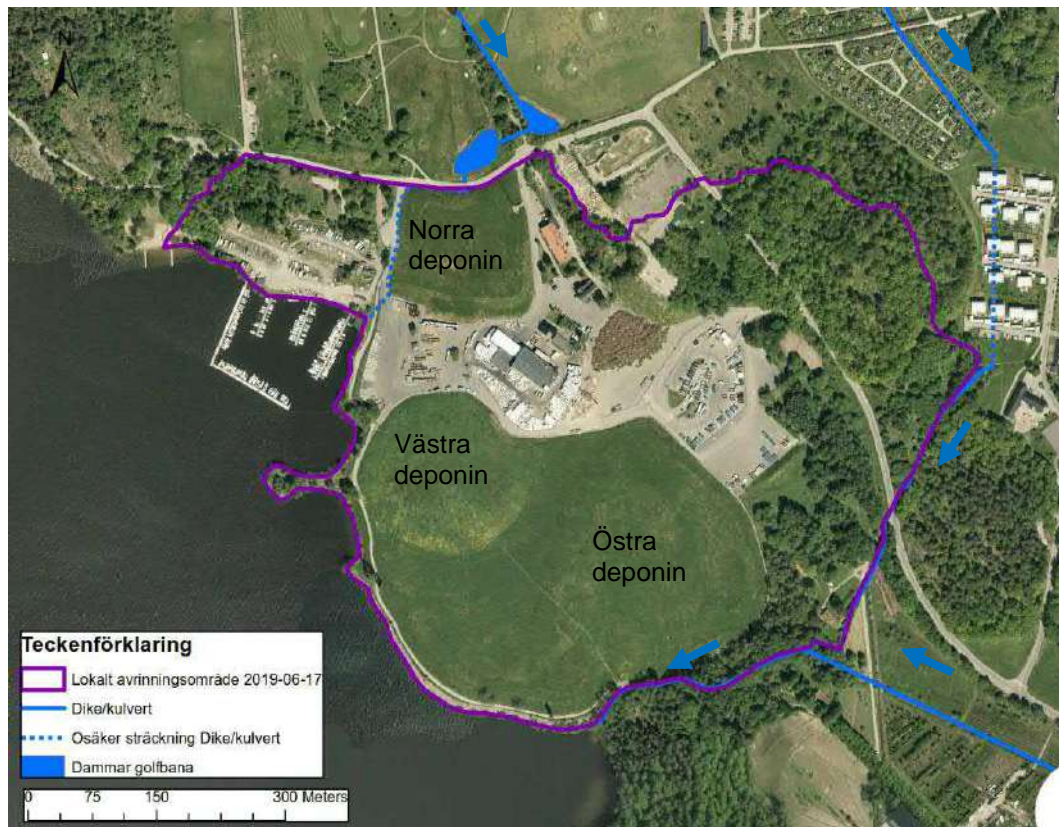 N
Norra
deponin
Västra
deponin
Östra
deponin
Teckenförklaring
Lokalt avrinningsområde 2019-06-17
Dike/kulvert
Osäker sträckning Dike/kulvert
Dammar golfbana
0 75 150 300 Meters